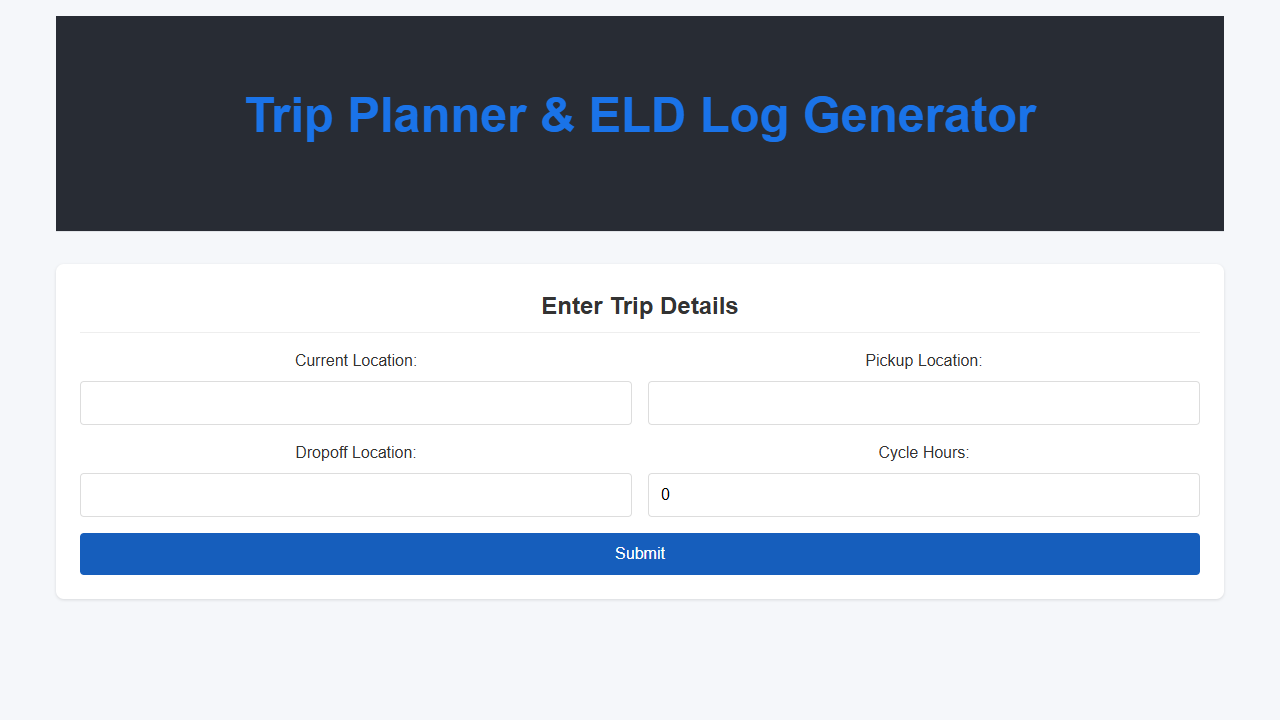 Trip Planner & ELD Log Generator
Enter Trip Details
Current Location:
Pickup Location:
Dropoff Location:
Cycle Hours:
0
Submit